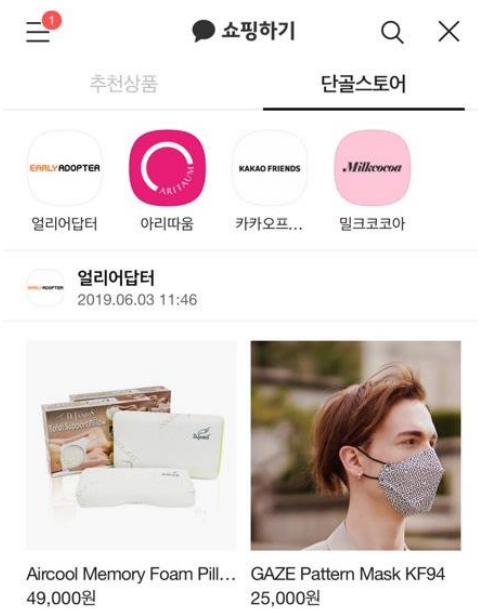 1
쇼핑하기
추천상품 단골스토어
EARLY ADOPTER
ARITAUM
KAKAO FRIENDS
Milkcocoa
얼리어답터 아리따움 카카오프... 밀크코코아
EARLY ADOPTER
얼리어답터
2019.06.03 11:46
Total Support Pillow
Aircool Memory Foam Pill... GAZE Pattern Mask KF94
49,000원 25,000원